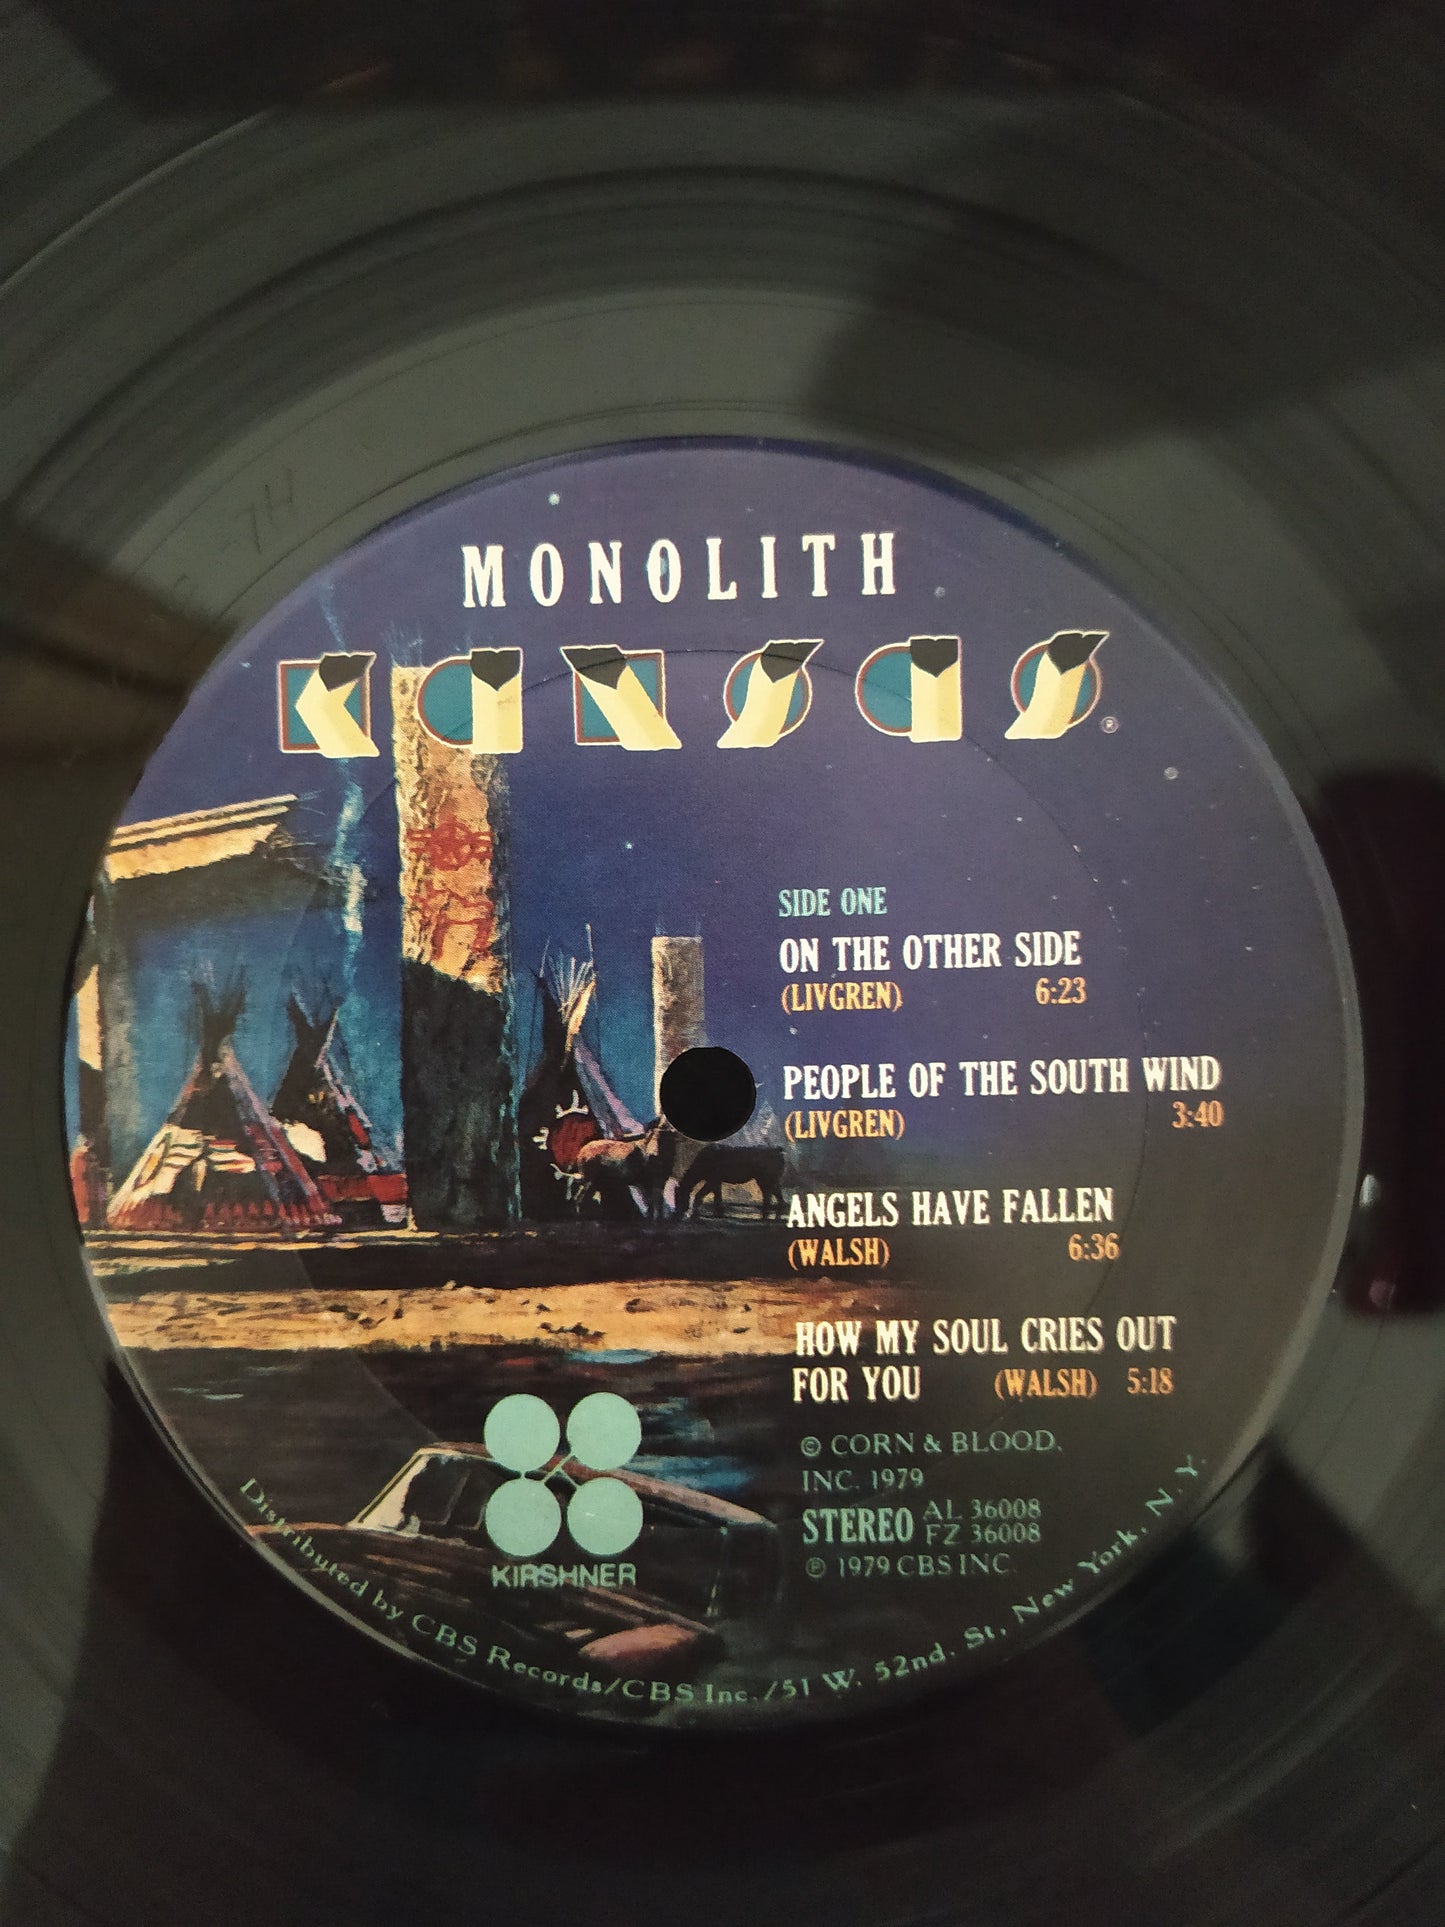 MONOLITH
KANSAS ®
SIDE ONE
ON THE OTHER SIDE
(LIVGREN) 6:23
PEOPLE OF THE SOUTH WIND
(LIVGREN) 3:40
ANGELS HAVE FALLEN
(WALSH) 6:36
HOW MY SOUL CRIES OUT
FOR YOU (WALSH) 5:18
© CORN & BLOOD,
INC. 1979
STEREO AL 36008
FZ 36008
℗ 1979 CBS INC.
KIRSHNER
Distributed by CBS Records/CBS Inc./51 W. 52nd. St. New York, N.Y.